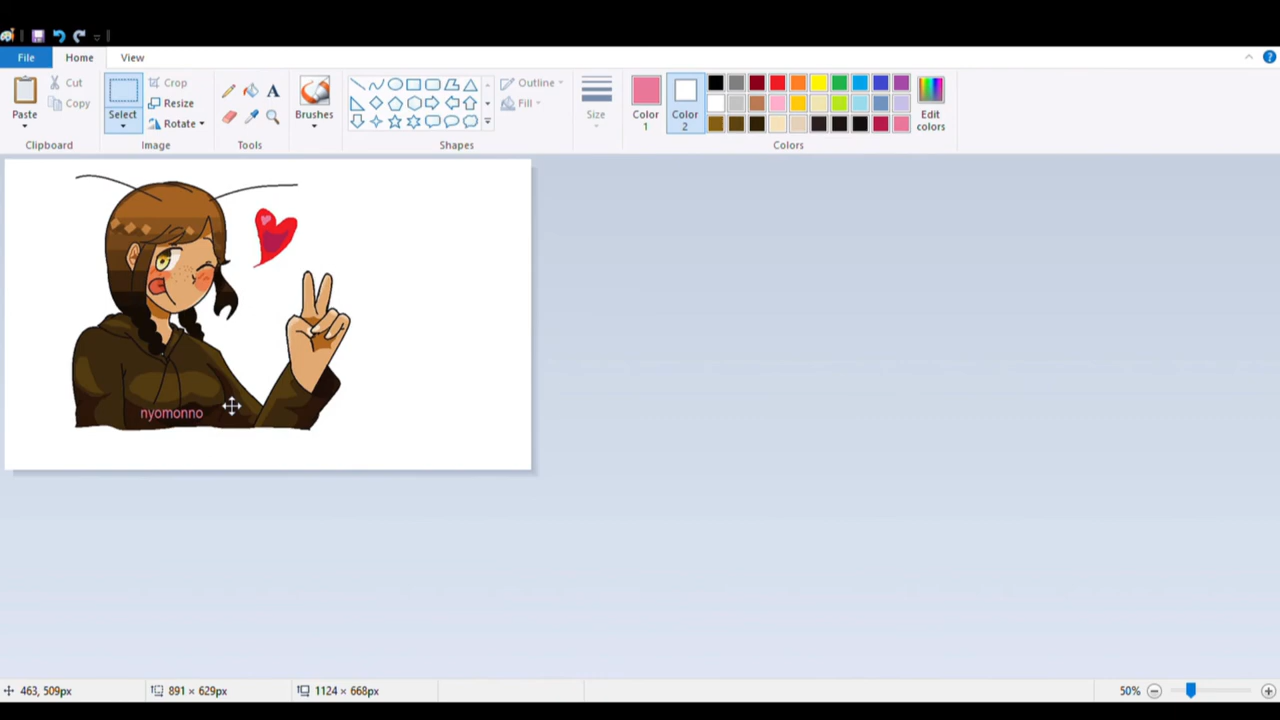 File Home View
Cut
Copy
Paste
Clipboard
Select
Crop
Resize
Rotate
Image
A
Tools
Brushes
Outline
Fill
Shapes
Size
Color 1
Color 2
Edit colors
Colors
nyomonno
463, 509px 891 × 629px 1124 × 668px 50%